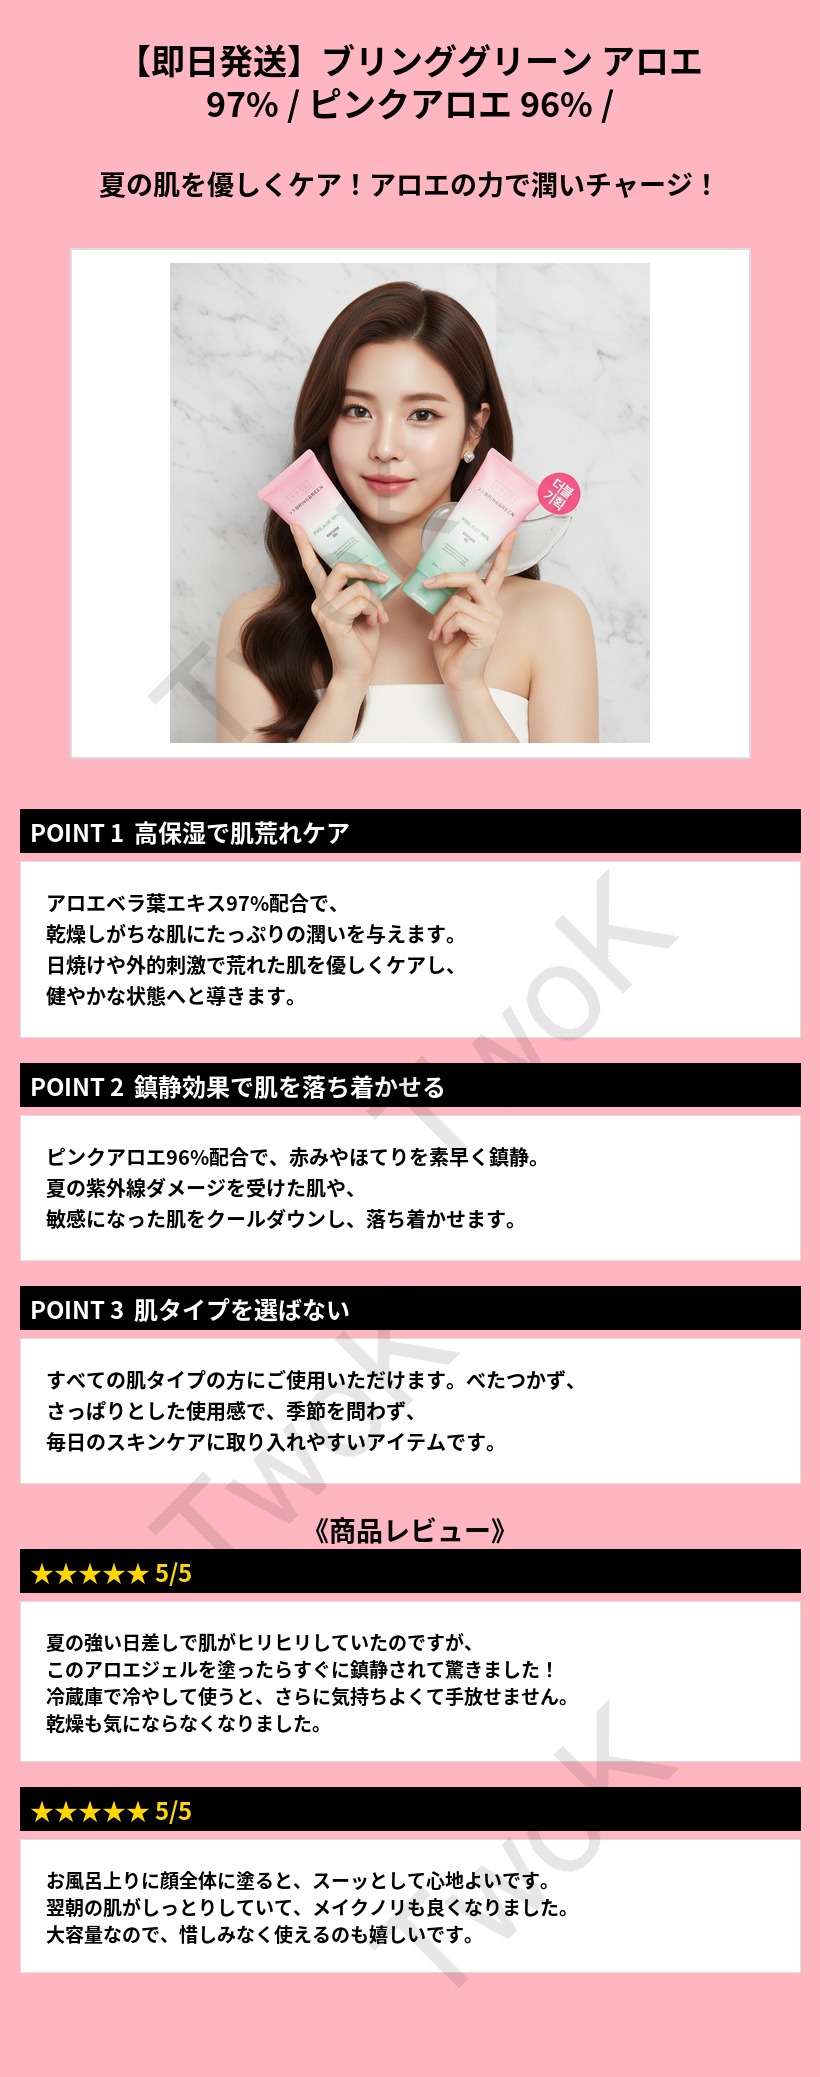 【即日発送】ブリンググリーン アロエ
97% / ピンクアロエ 96% /
夏の肌を優しくケア！アロエの力で潤いチャージ！
BRINGGREEN
BRINGGREEN
더블
기획
POINT 1 高保湿で肌荒れケア
アロエベラ葉エキス97%配合で、
乾燥しがちな肌にたっぷりの潤いを与えます。
日焼けや外的刺激で荒れた肌を優しくケアし、
健やかな状態へと導きます。
TwoK
POINT 2 鎮静効果で肌を落ち着かせる
ピンクアロエ96%配合で、赤みやほてりを素早く鎮静。
夏の紫外線ダメージを受けた肌や、
敏感になった肌をクールダウンし、落ち着かせます。
POINT 3 肌タイプを選ばない
すべての肌タイプの方にご使用いただけます。べたつかず、
さっぱりとした使用感で、季節を問わず、
毎日のスキンケアに取り入れやすいアイテムです。
TwoK
《商品レビュー》
★★★★★ 5/5
夏の強い日差しで肌がヒリヒリしていたのですが、
このアロエジェルを塗ったらすぐに鎮静されて驚きました！
冷蔵庫で冷やして使うと、さらに気持ちよくて手放せません。
乾燥も気にならなくなりました。
★★★★★ 5/5
お風呂上りに顔全体に塗ると、スーッとして心地よいです。
翌朝の肌がしっとりしていて、メイクノリも良くなりました。
大容量なので、惜しみなく使えるのも嬉しいです。
TwoK